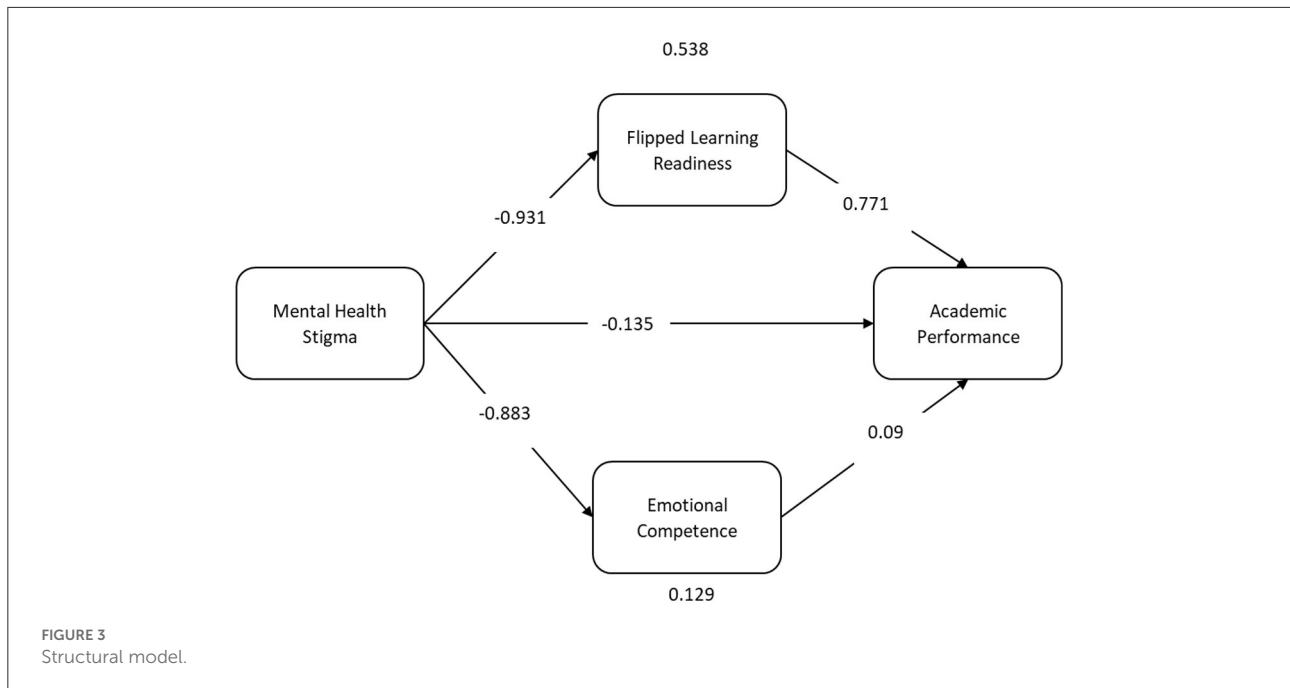 0.538
Flipped Learning
Readiness
-0.931
0.771
Mental Health
Stigma
-0.135
Academic
Performance
-0.883
0.09
Emotional
Competence
0.129
FIGURE 3
Structural model.